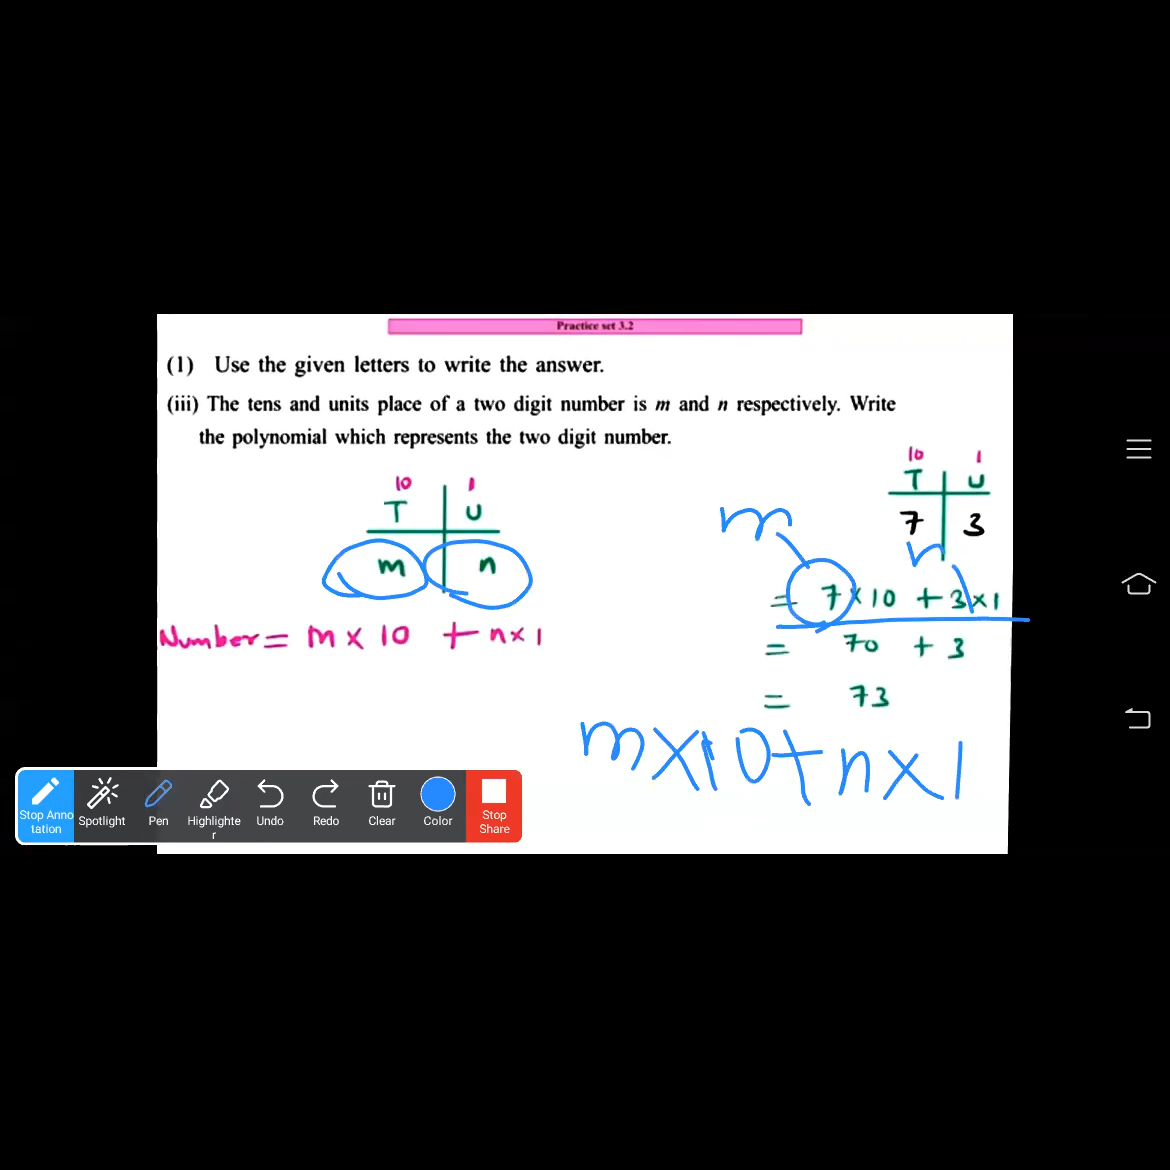 Practice set 3.2
(1) Use the given letters to write the answer.
(iii) The tens and units place of a two digit number is m and n respectively. Write
the polynomial which represents the two digit number.
10 1
T U
m n
Number = m × 10 + n × 1
10 1
T U
7 3
m n
= 7 × 10 + 3 × 1
= 70 + 3
= 73
m × 10 + n × 1
Stop Anno
tation
Spotlight
Pen
Highlighte
r
Undo
Redo
Clear
Color
Stop
Share